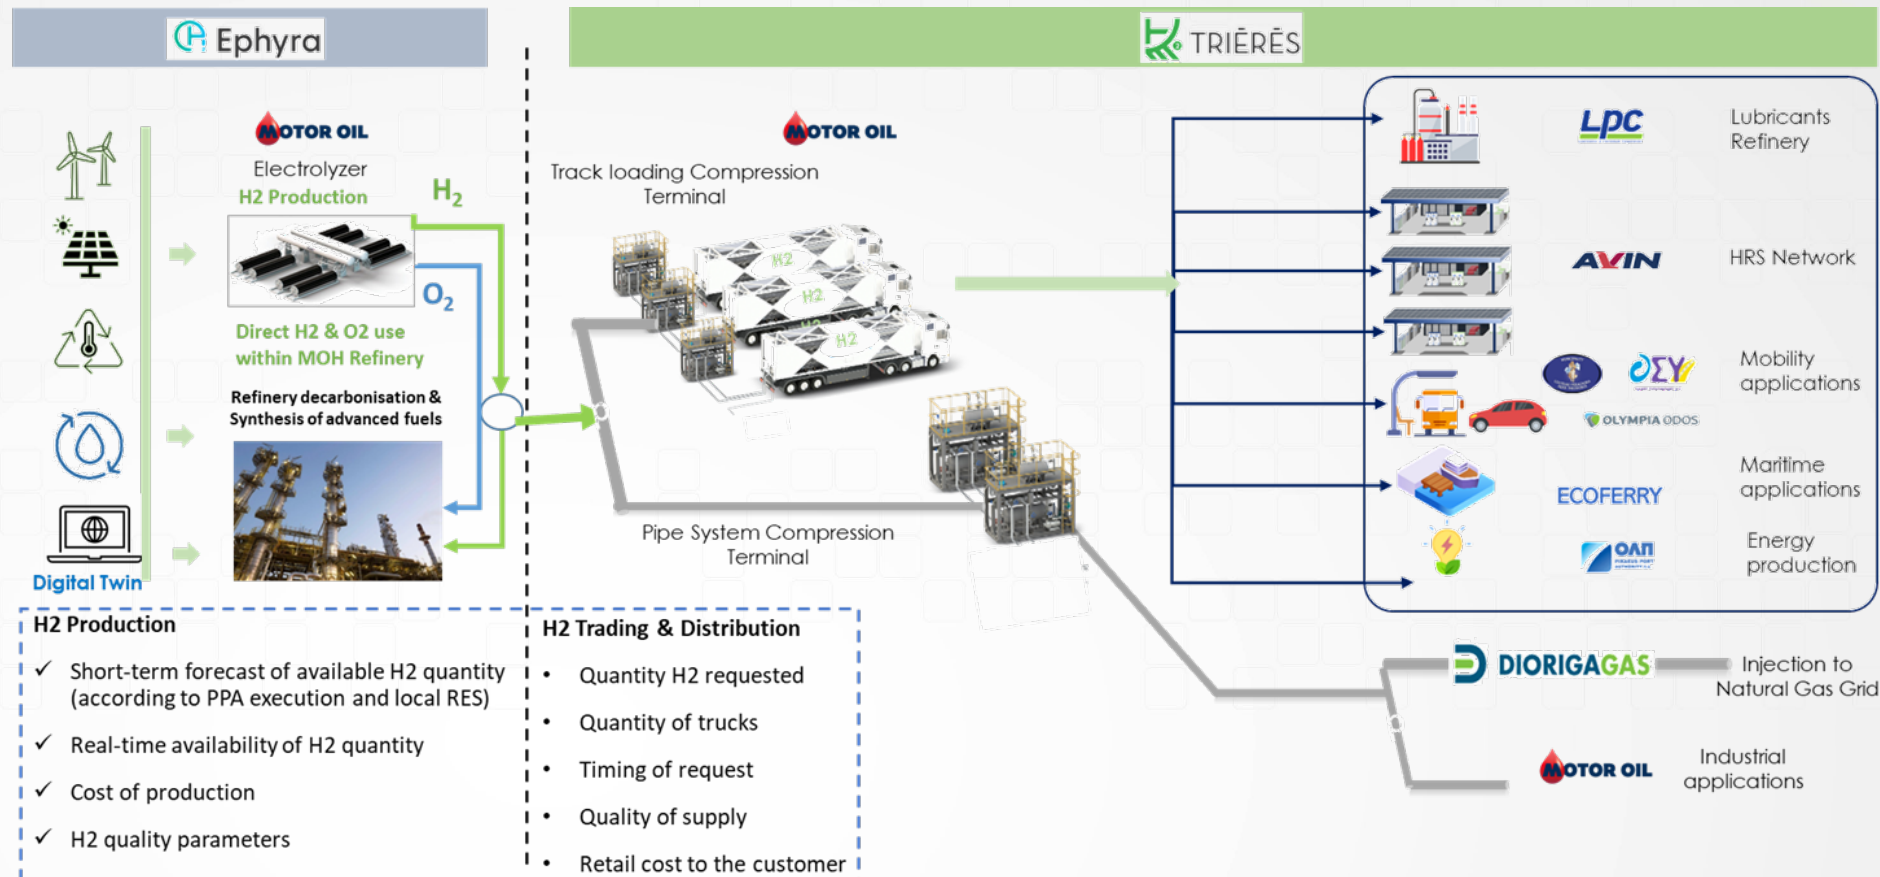 Ephyra
TRIĒRĒS
MOTOR OIL
Electrolyzer
H2 Production
H2
O2
Direct H2 & O2 use
within MOH Refinery
Refinery decarbonisation &
Synthesis of advanced fuels
Digital Twin
MOTOR OIL
Track loading Compression
Terminal
H2
H2
H2
H2
Pipe System Compression
Terminal
LPC
Lubricants
Refinery
AVIN
HRS Network
ΟΣΥ
OLYMPIA ODOS
Mobility
applications
ECOFERRY
Maritime
applications
ΟΛΠ
PIRAEUS PORT
AUTHORITY S.A.
Energy
production
DIORIGAGAS
Injection to
Natural Gas Grid
MOTOR OIL
Industrial
applications
H2 Production
✓ Short-term forecast of available H2 quantity
(according to PPA execution and local RES)
✓ Real-time availability of H2 quantity
✓ Cost of production
✓ H2 quality parameters
H2 Trading & Distribution
• Quantity H2 requested
• Quantity of trucks
• Timing of request
• Quality of supply
• Retail cost to the customer